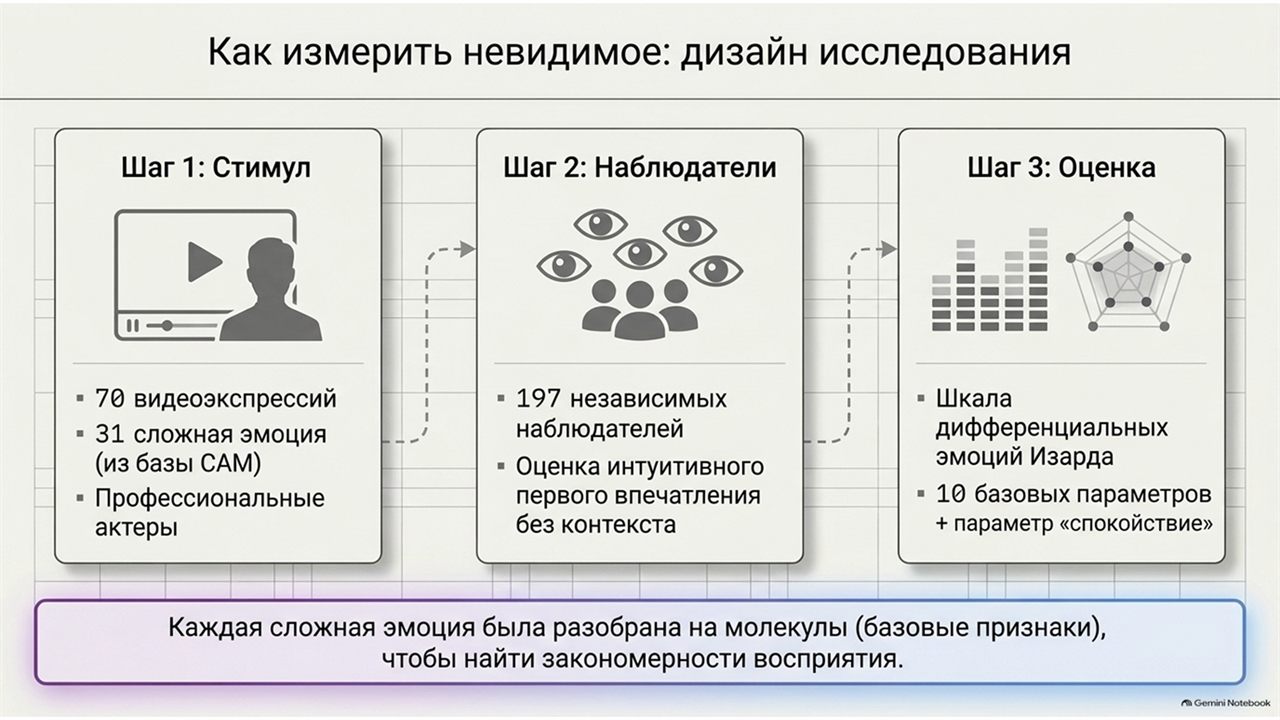 Как измерить невидимое: дизайн исследования
Шаг 1: Стимул
▪ 70 видеоэкспрессий
▪ 31 сложная эмоция
(из базы CAM)
▪ Профессиональные
актеры
Шаг 2: Наблюдатели
▪ 197 независимых
наблюдателей
▪ Оценка интуитивного
первого впечатления
без контекста
Шаг 3: Оценка
▪ Шкала
дифференциальных
эмоций Изарда
▪ 10 базовых параметров
+ параметр «спокойствие»
Каждая сложная эмоция была разобрана на молекулы (базовые признаки),
чтобы найти закономерности восприятия.
Gemini Notebook